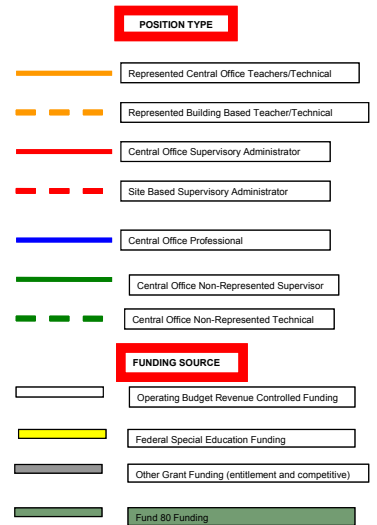 POSITION TYPE
Represented Central Office Teachers/Technical
Represented Building Based Teacher/Technical
Central Office Supervisory Administrator
Site Based Supervisory Administrator
Central Office Professional
Central Office Non-Represented Supervisor
Central Office Non-Represented Technical
FUNDING SOURCE
Operating Budget Revenue Controlled Funding
Federal Special Education Funding
Other Grant Funding (entitlement and competitive)
Fund 80 Funding